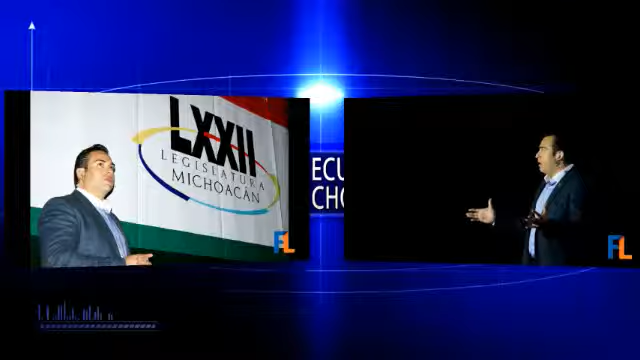 LXXII
LEGISLATURA
MICHOACÁN
FL
ECU
CHO
FL